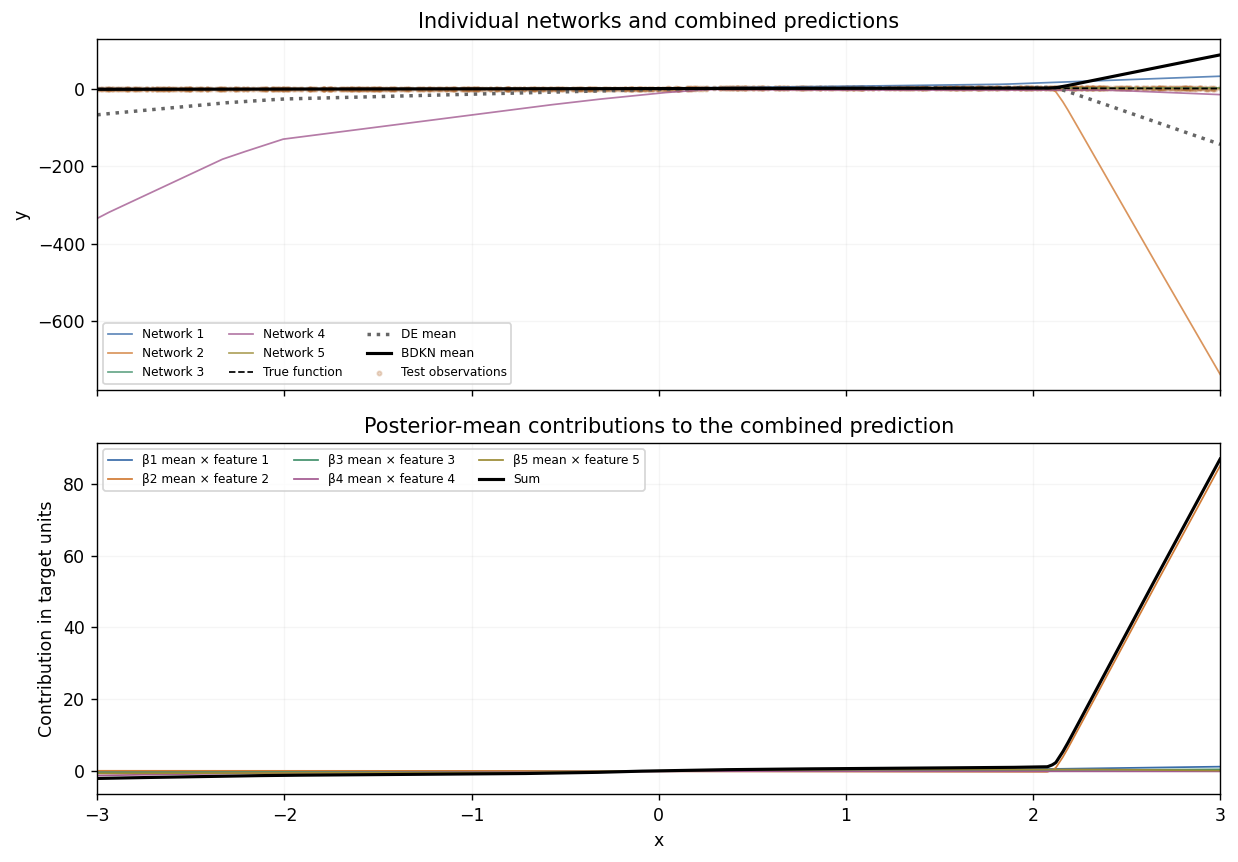 Individual networks and combined predictions
0
−200
−400
−600
y
Network 1 Network 4 DE mean
Network 2 Network 5 BDKN mean
Network 3 True function Test observations
Posterior-mean contributions to the combined prediction
β1 mean × feature 1 β3 mean × feature 3 β5 mean × feature 5
β2 mean × feature 2 β4 mean × feature 4 Sum
80
60
40
20
0
Contribution in target units
−3 −2 −1 0 1 2 3
x